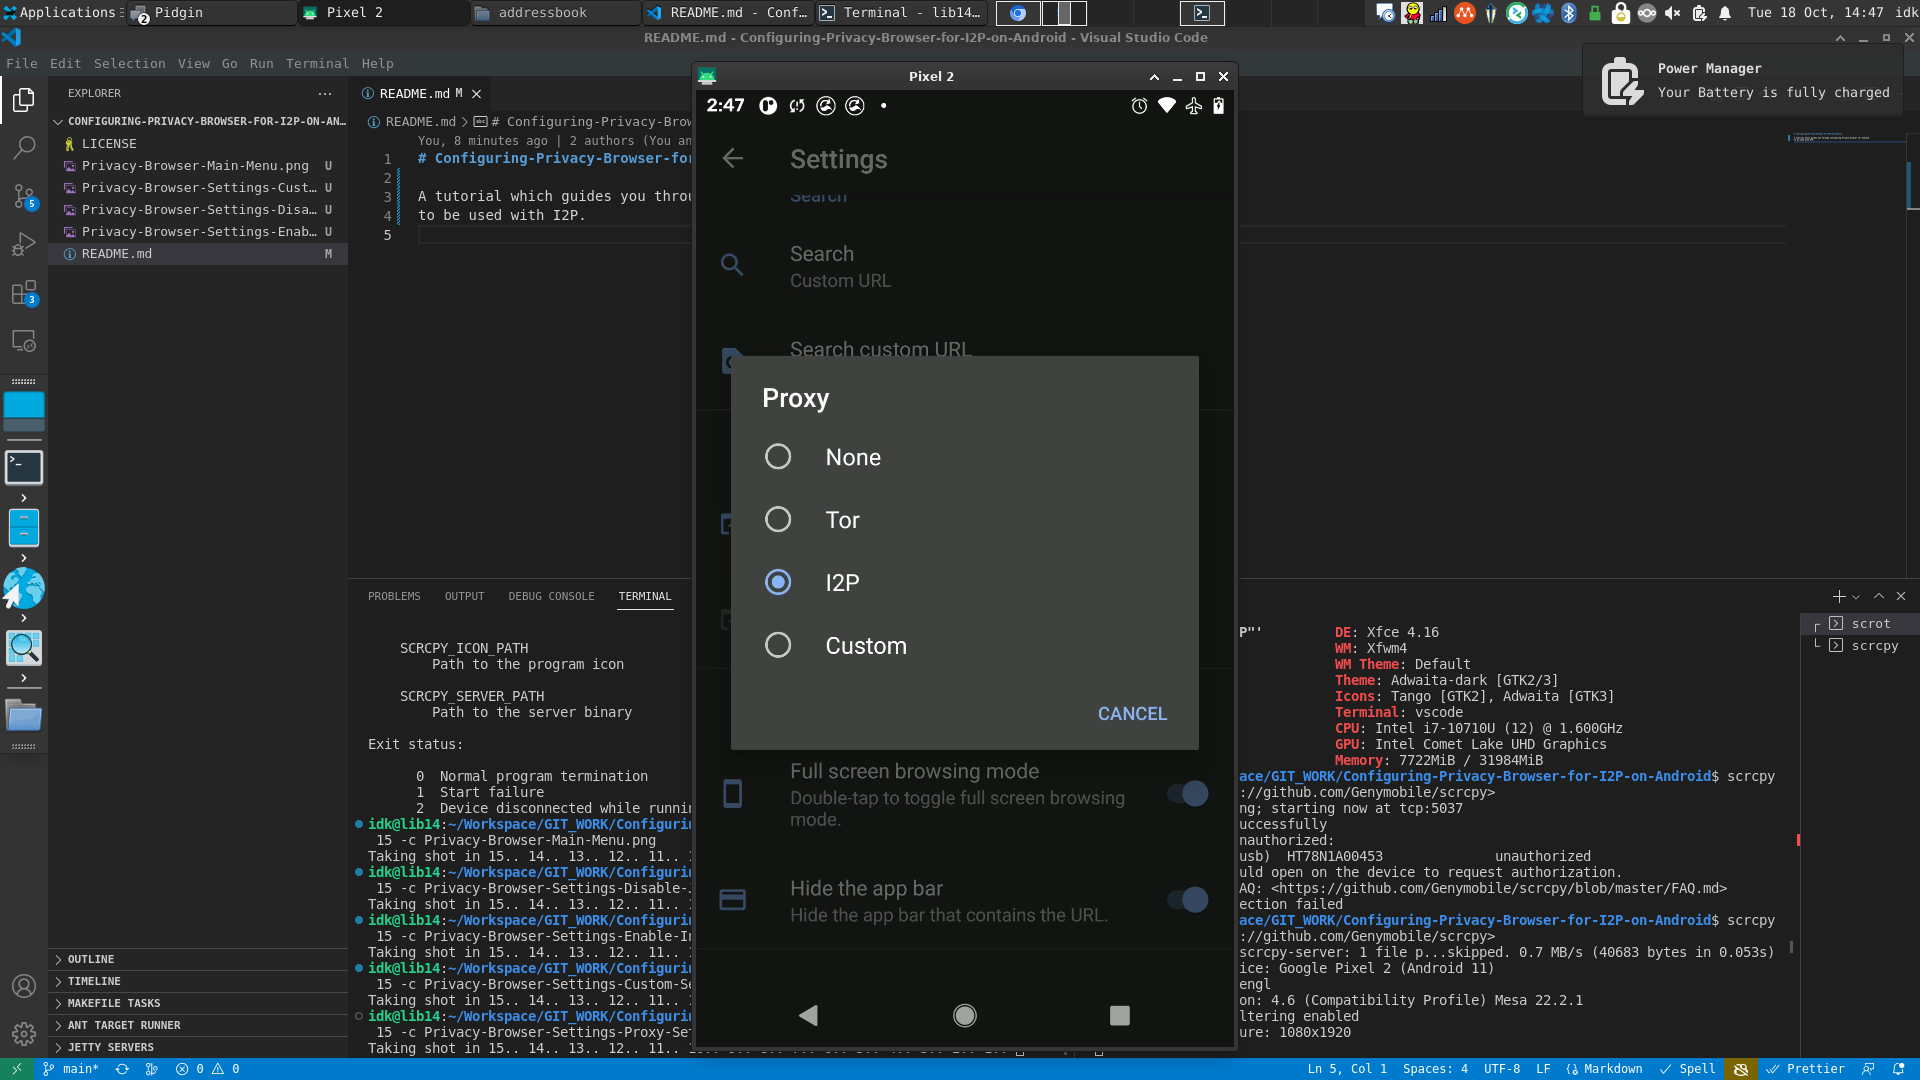 Applications
2
Pidgin
Pixel 2
addressbook
README.md - Conf...
Terminal - lib14...
Tue 18 Oct, 14:47
idk
README.md - Configuring-Privacy-Browser-for-I2P-on-Android - Visual Studio Code
File Edit Selection View Go Run Terminal Help
Power Manager
Your Battery is fully charged
EXPLORER
README.md M
CONFIGURING-PRIVACY-BROWSER-FOR-I2P-ON-AN...
LICENSE
Privacy-Browser-Main-Menu.png U
Privacy-Browser-Settings-Cust... U
Privacy-Browser-Settings-Disa... U
Privacy-Browser-Settings-Enab... U
README.md M
5
3
README.md > # Configuring-Privacy-Brow
You, 8 minutes ago | 2 authors (You an
1 # Configuring-Privacy-Browser-fo
2
3 A tutorial which guides you throu
4 to be used with I2P.
5
Pixel 2
2:47
Settings
Search
Search
Custom URL
Search custom URL
Proxy
None
Tor
I2P
Custom
CANCEL
Full screen browsing mode
Double-tap to toggle full screen browsing
mode.
Hide the app bar
Hide the app bar that contains the URL.
PROBLEMS OUTPUT DEBUG CONSOLE TERMINAL
SCRCPY_ICON_PATH
Path to the program icon
SCRCPY_SERVER_PATH
Path to the server binary
Exit status:
0 Normal program termination
1 Start failure
2 Device disconnected while runnin
idk@lib14:~/Workspace/GIT_WORK/Configurin
15 -c Privacy-Browser-Main-Menu.png
Taking shot in 15.. 14.. 13.. 12.. 11..
idk@lib14:~/Workspace/GIT_WORK/Configurin
15 -c Privacy-Browser-Settings-Disable-
Taking shot in 15.. 14.. 13.. 12.. 11..
idk@lib14:~/Workspace/GIT_WORK/Configurin
15 -c Privacy-Browser-Settings-Enable-In
Taking shot in 15.. 14.. 13.. 12.. 11..
idk@lib14:~/Workspace/GIT_WORK/Configurin
15 -c Privacy-Browser-Settings-Custom-Se
Taking shot in 15.. 14.. 13.. 12.. 11..
idk@lib14:~/Workspace/GIT_WORK/Configurin
15 -c Privacy-Browser-Settings-Proxy-Se
Taking shot in 15.. 14.. 13.. 12.. 11..
P"'
DE: Xfce 4.16
WM: Xfwm4
WM Theme: Default
Theme: Adwaita-dark [GTK2/3]
Icons: Tango [GTK2], Adwaita [GTK3]
Terminal: vscode
CPU: Intel i7-10710U (12) @ 1.600GHz
GPU: Intel Comet Lake UHD Graphics
Memory: 7722MiB / 31984MiB
ace/GIT_WORK/Configuring-Privacy-Browser-for-I2P-on-Android$ scrcpy
://github.com/Genymobile/scrcpy>
ng; starting now at tcp:5037
uccessfully
nauthorized:
usb) HT78N1A00453 unauthorized
uld open on the device to request authorization.
AQ: <https://github.com/Genymobile/scrcpy/blob/master/FAQ.md>
ection failed
ace/GIT_WORK/Configuring-Privacy-Browser-for-I2P-on-Android$ scrcpy
://github.com/Genymobile/scrcpy>
scrcpy-server: 1 file p...skipped. 0.7 MB/s (40683 bytes in 0.053s)
ice: Google Pixel 2 (Android 11)
engl
on: 4.6 (Compatibility Profile) Mesa 22.2.1
ltering enabled
ure: 1080x1920
scrot
scrcpy
OUTLINE
TIMELINE
MAKEFILE TASKS
ANT TARGET RUNNER
JETTY SERVERS
main*
0
0
Ln 5, Col 1
Spaces: 4
UTF-8
LF
Markdown
Spell
Prettier